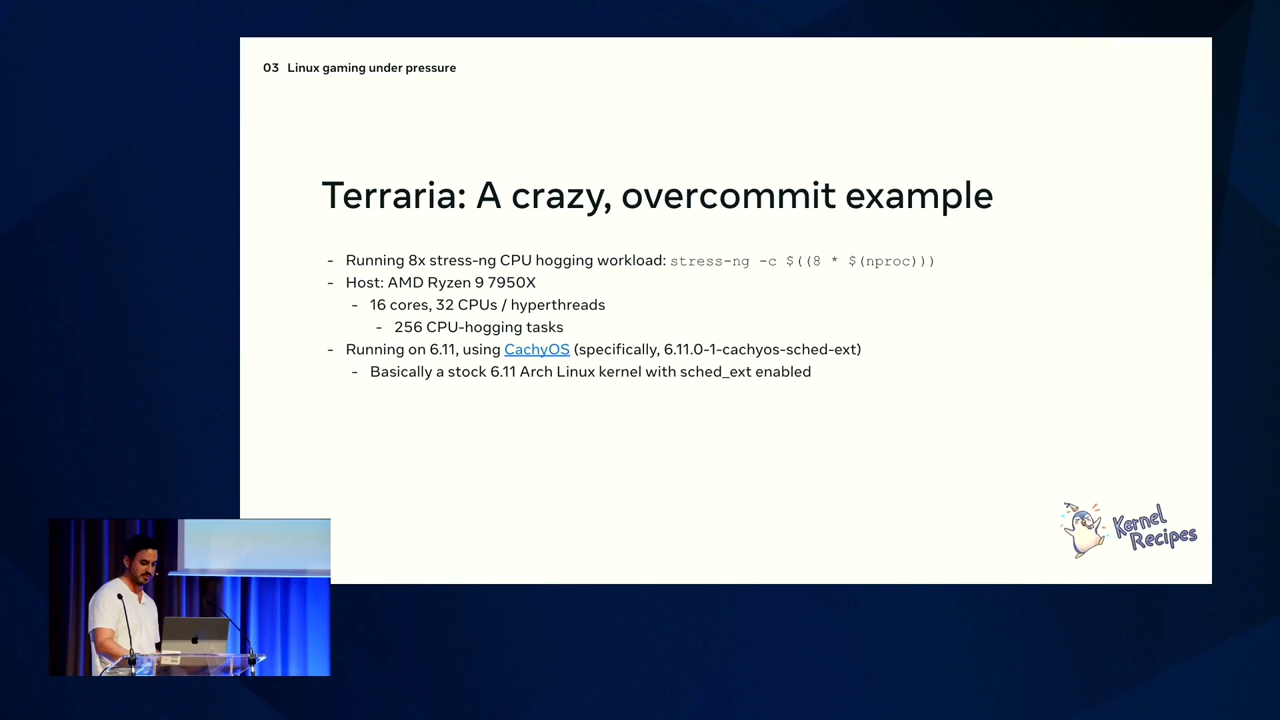 03 Linux gaming under pressure
Terraria: A crazy, overcommit example
- Running 8x stress-ng CPU hogging workload: stress-ng -c $((8 * $(nproc)))
- Host: AMD Ryzen 9 7950X
- 16 cores, 32 CPUs / hyperthreads
- 256 CPU-hogging tasks
- Running on 6.11, using CachyOS (specifically, 6.11.0-1-cachyos-sched-ext)
- Basically a stock 6.11 Arch Linux kernel with sched_ext enabled
Kernel
Recipes